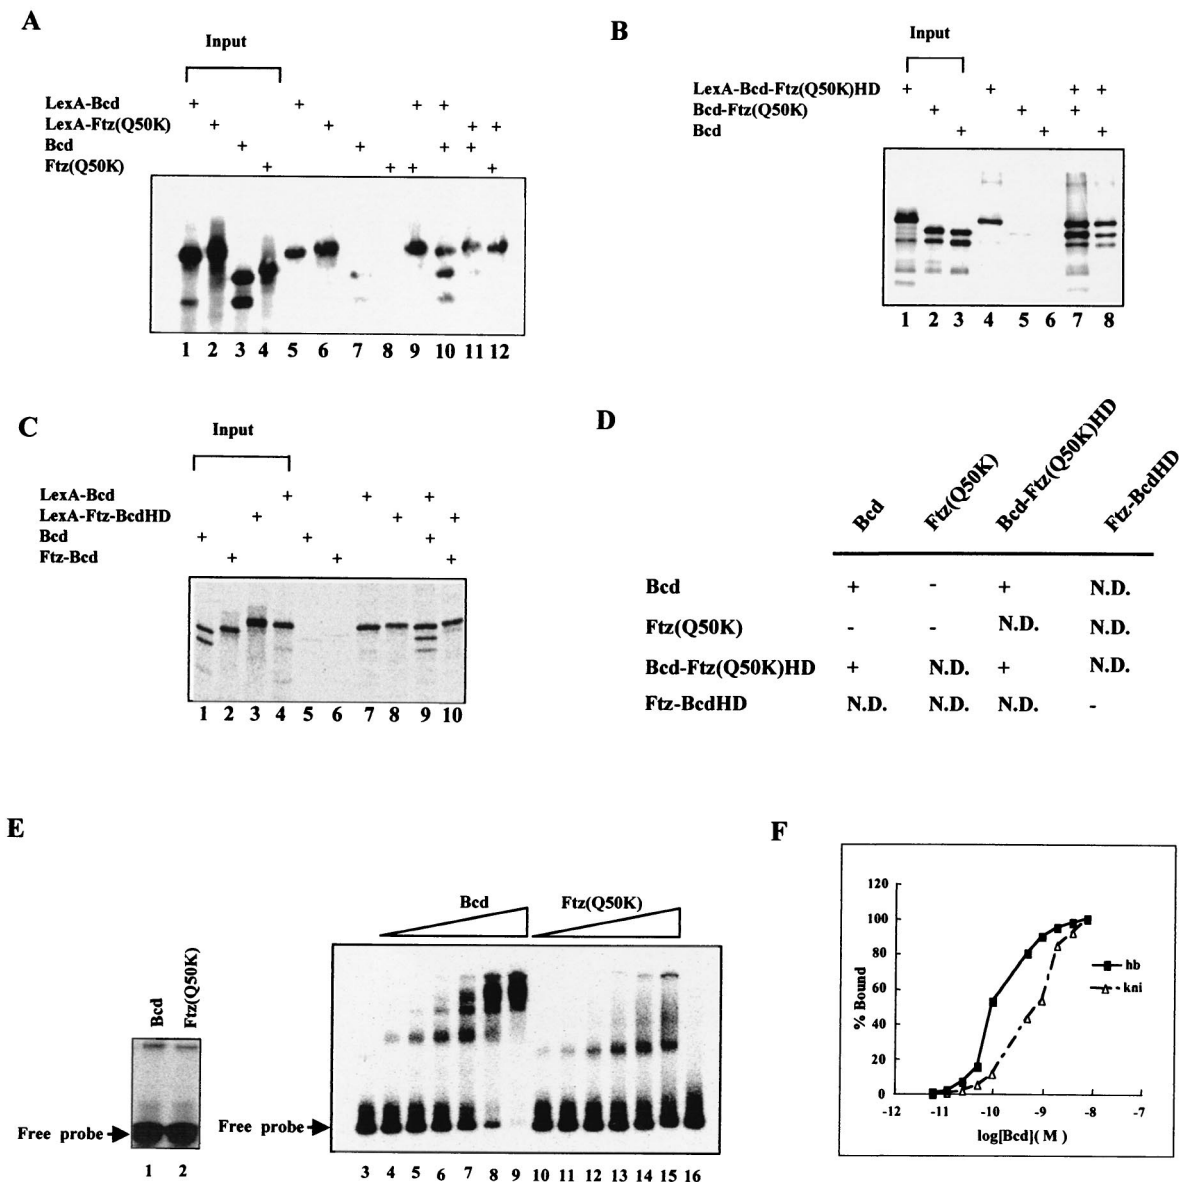 A
Input
LexA-Bcd + + + +
LexA-Ftz(Q50K) + + + +
Bcd + + + +
Ftz(Q50K) + + + +
1 2 3 4 5 6 7 8 9 10 11 12
B
Input
LexA-Bcd-Ftz(Q50K)HD + + + +
Bcd-Ftz(Q50K) + + +
Bcd + + +
1 2 3 4 5 6 7 8
C
Input
LexA-Bcd + + +
LexA-Ftz-BcdHD + + +
Bcd + + +
Ftz-Bcd + + +
1 2 3 4 5 6 7 8 9 10
D
Bcd Ftz(Q50K) Bcd-Ftz(Q50K)HD Ftz-BcdHD
Bcd + - + N.D.
Ftz(Q50K) - - N.D. N.D.
Bcd-Ftz(Q50K)HD + N.D. + N.D.
Ftz-BcdHD N.D. N.D. N.D. -
E
Bcd Ftz(Q50K)
Free probe
1 2
Bcd Ftz(Q50K)
Free probe
3 4 5 6 7 8 9 10 11 12 13 14 15 16
F
120
100
80
60
40
20
0
% Bound
hb
kni
-12 -11 -10 -9 -8 -7
log[Bcd]( M )